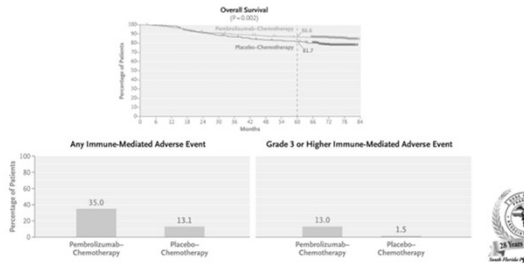 Overall Survival
(P=0.002)
Percentage of Patients
100
90
80
70
60
50
40
30
20
10
0
Pembrolizumab–Chemotherapy
86.6
Placebo–Chemotherapy
81.7
0 6 12 18 24 30 36 42 48 54 60 66 72 78 84
Months
Any Immune-Mediated Adverse Event
Grade 3 or Higher Immune-Mediated Adverse Event
Percentage of Patients
100
80
60
40
20
0
35.0
13.1
13.0
1.5
Pembrolizumab–
Chemotherapy
Placebo–
Chemotherapy
Pembrolizumab–
Chemotherapy
Placebo–
Chemotherapy
28 Years
South Florida